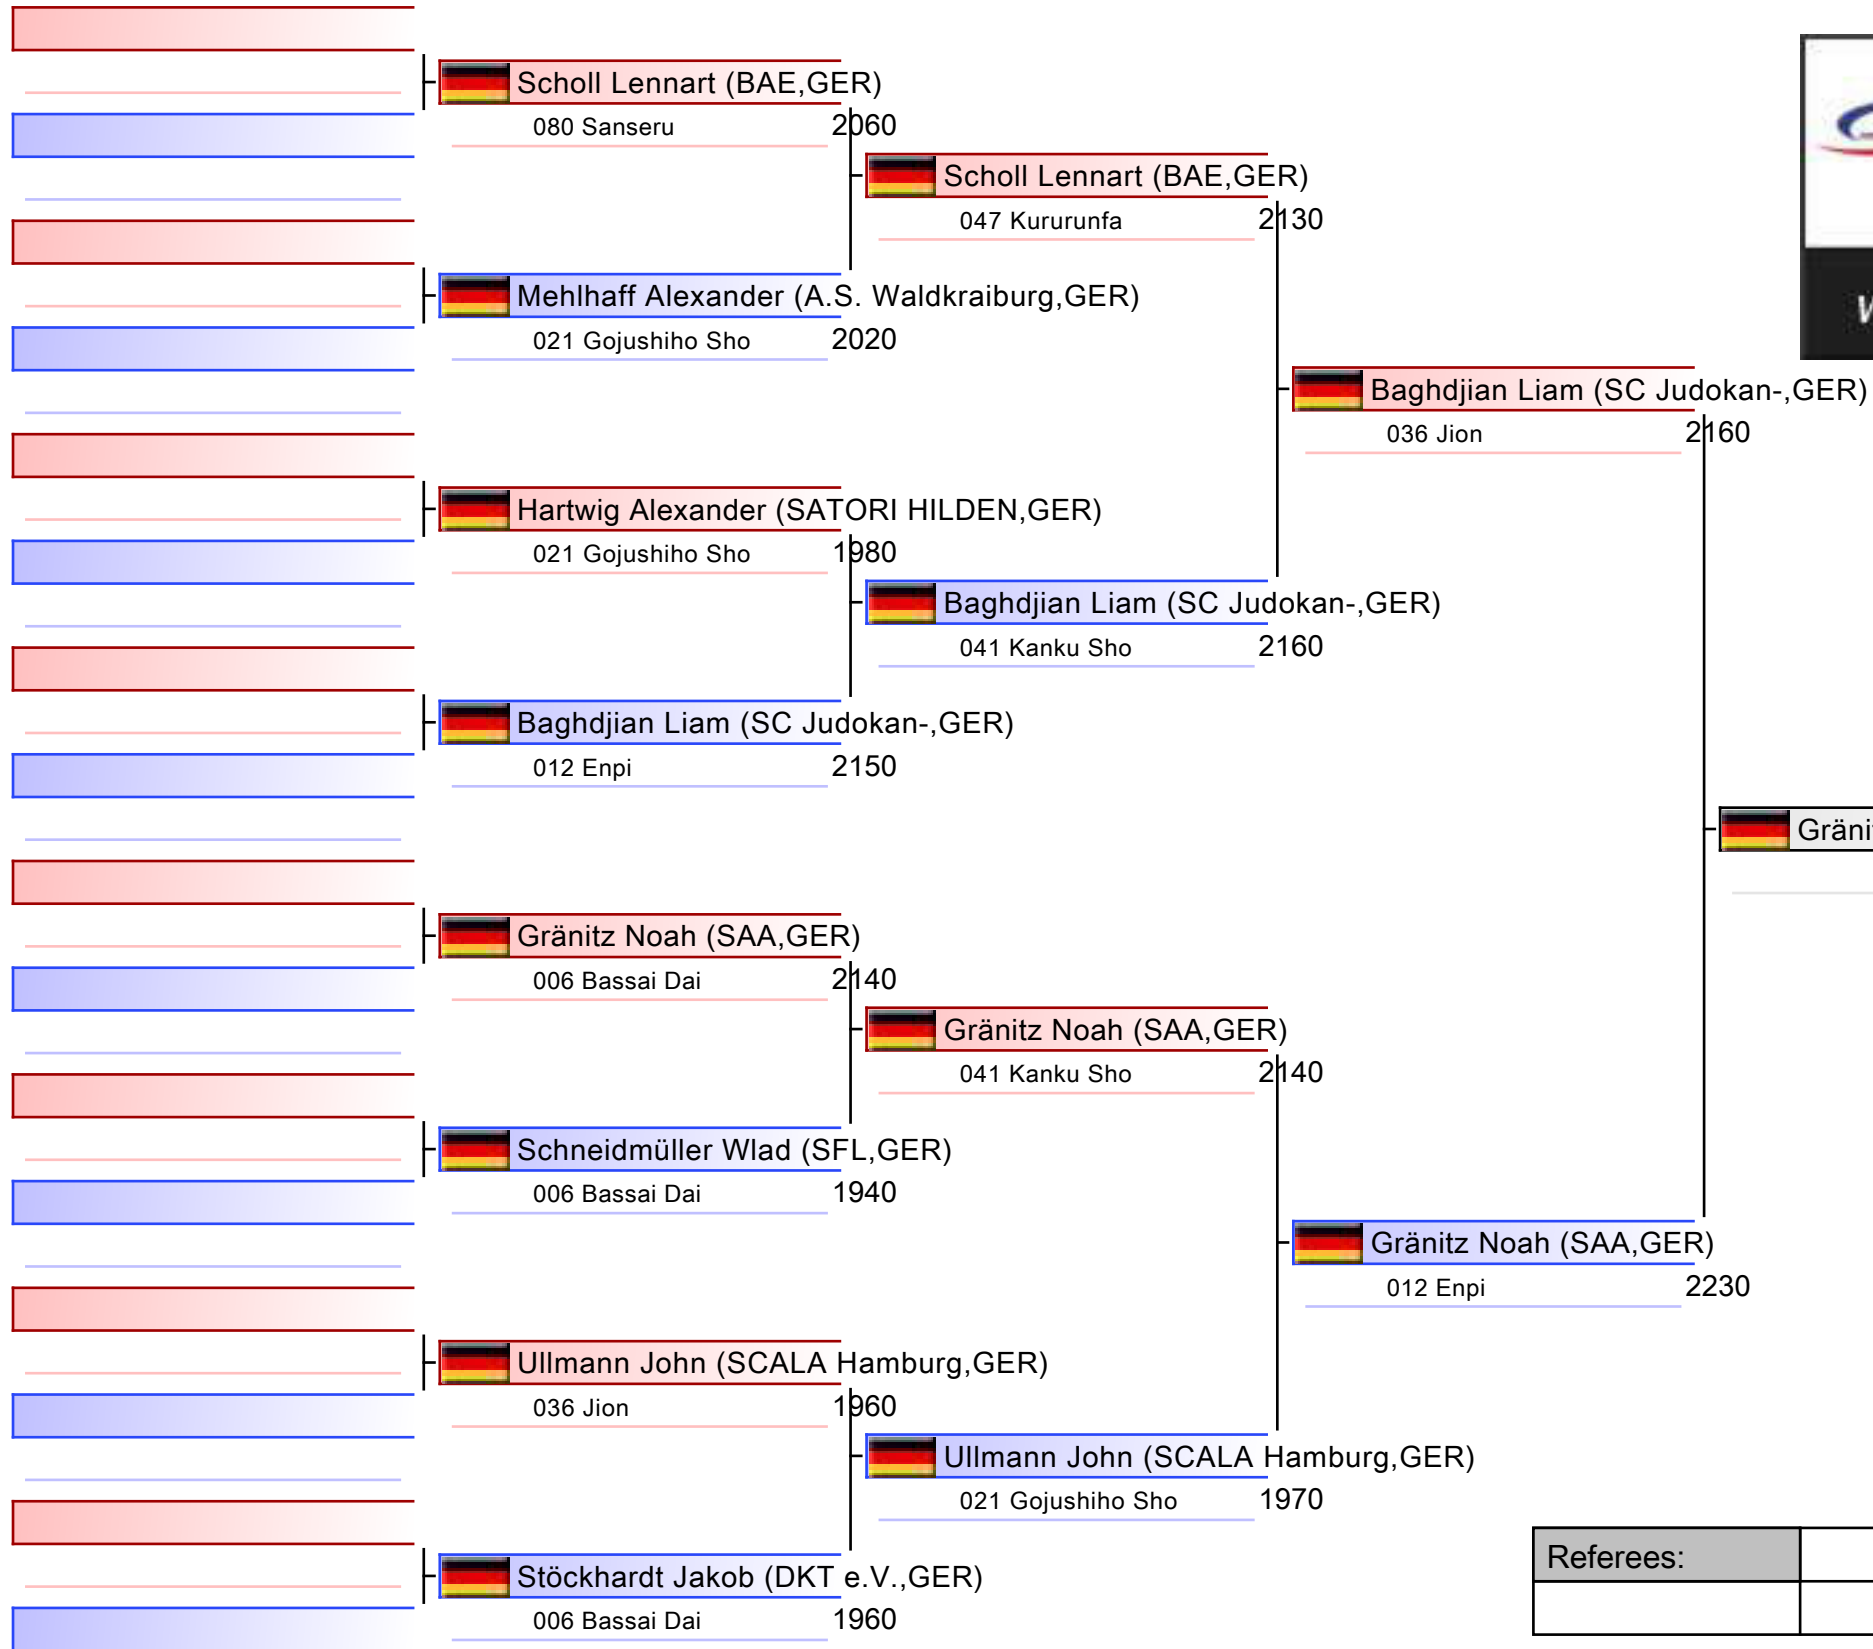 Scholl Lennart (BAE,GER)
080 Sanseru 2060
Scholl Lennart (BAE,GER)
047 Kururunfa 2130
Mehlhaff Alexander (A.S. Waldkraiburg,GER)
021 Gojushiho Sho 2020
Baghdjian Liam (SC Judokan-,GER)
036 Jion 2160
Hartwig Alexander (SATORI HILDEN,GER)
021 Gojushiho Sho 1980
Baghdjian Liam (SC Judokan-,GER)
041 Kanku Sho 2160
Baghdjian Liam (SC Judokan-,GER)
012 Enpi 2150
Gräni
Gränitz Noah (SAA,GER)
006 Bassai Dai 2140
Gränitz Noah (SAA,GER)
041 Kanku Sho 2140
Schneidmüller Wlad (SFL,GER)
006 Bassai Dai 1940
Gränitz Noah (SAA,GER)
012 Enpi 2230
Ullmann John (SCALA Hamburg,GER)
036 Jion 1960
Ullmann John (SCALA Hamburg,GER)
021 Gojushiho Sho 1970
Referees:
Stöckhardt Jakob (DKT e.V.,GER)
006 Bassai Dai 1960